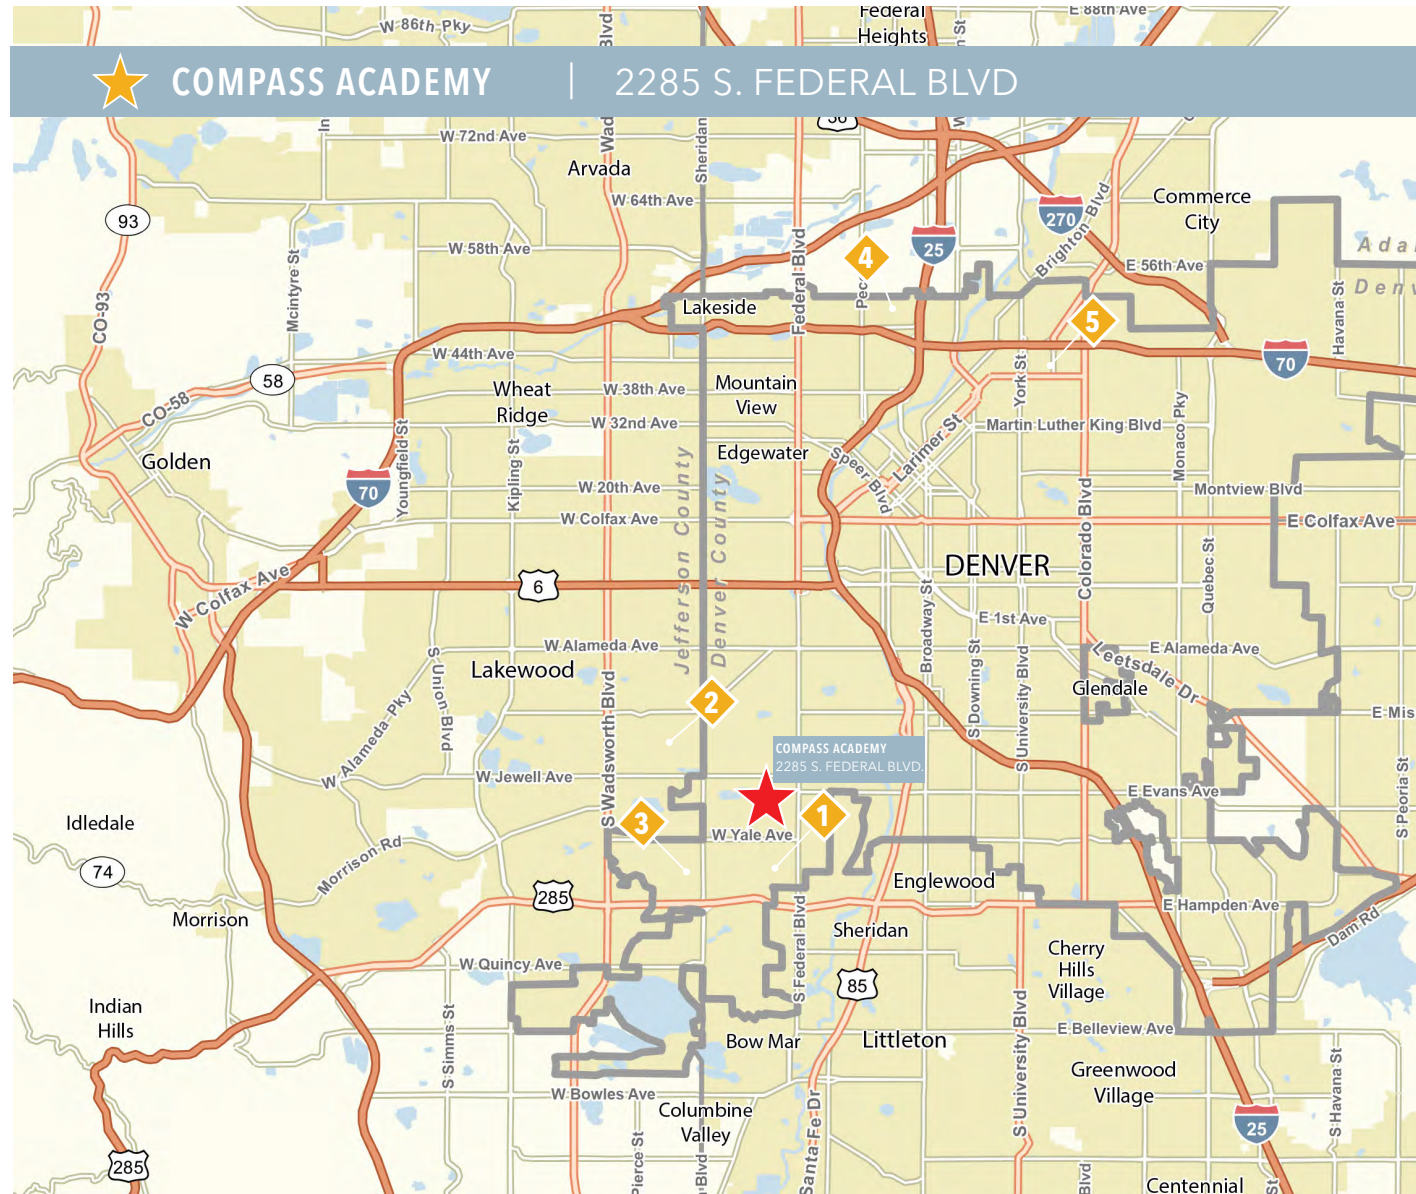 Federal
Heights
W 86th Pky
E 88th Ave
COMPASS ACADEMY | 2285 S. FEDERAL BLVD
W 72nd Ave
Sheridan
Arvada
W 64th Ave
93
W 58th Ave
Mcintyre St
CO-93
Federal Blvd
4
25
270
Brighton Blvd
Commerce
City
E 56th Ave
Havana St
Lakeside
5
70
W 44th Ave
58
CO-58
Wheat
Ridge
W 38th Ave
Mountain
View
York St
W 32nd Ave
Martin Luther King Blvd
Monaco Pky
Larimer St
Speer Blvd
Edgewater
Golden
Youngfield St
Kipling St
70
W 20th Ave
Montview Blvd
W Colfax Ave
E Colfax Ave
Jefferson County
Denver County
DENVER
Colorado Blvd
Quebec St
W Colfax Ave
6
Broadway St
E 1st Ave
W Alameda Ave
E Alameda Ave
Lakewood
S Union Blvd
W Alameda Pky
S Wadsworth Blvd
S Downing St
S University Blvd
Leetsdale Dr
Glendale
2
E Mis
COMPASS ACADEMY
2285 S. FEDERAL BLVD.
W Jewell Ave
E Evans Ave
S Peoria St
Idledale
3
1
W Yale Ave
74
Morrison Rd
285
Englewood
Morrison
E Hampden Ave
Dam Rd
Sheridan
S Federal Blvd
Cherry
Hills
Village
W Quincy Ave
85
Indian
Hills
S Simms St
S University Blvd
Bow Mar
Littleton
E Belleview Ave
Greenwood
Village
S Havana St
W Bowles Ave
Columbine
Valley
Santa Fe Dr
25
285
Pierce St
Blvd
Blvd
Centennial
St